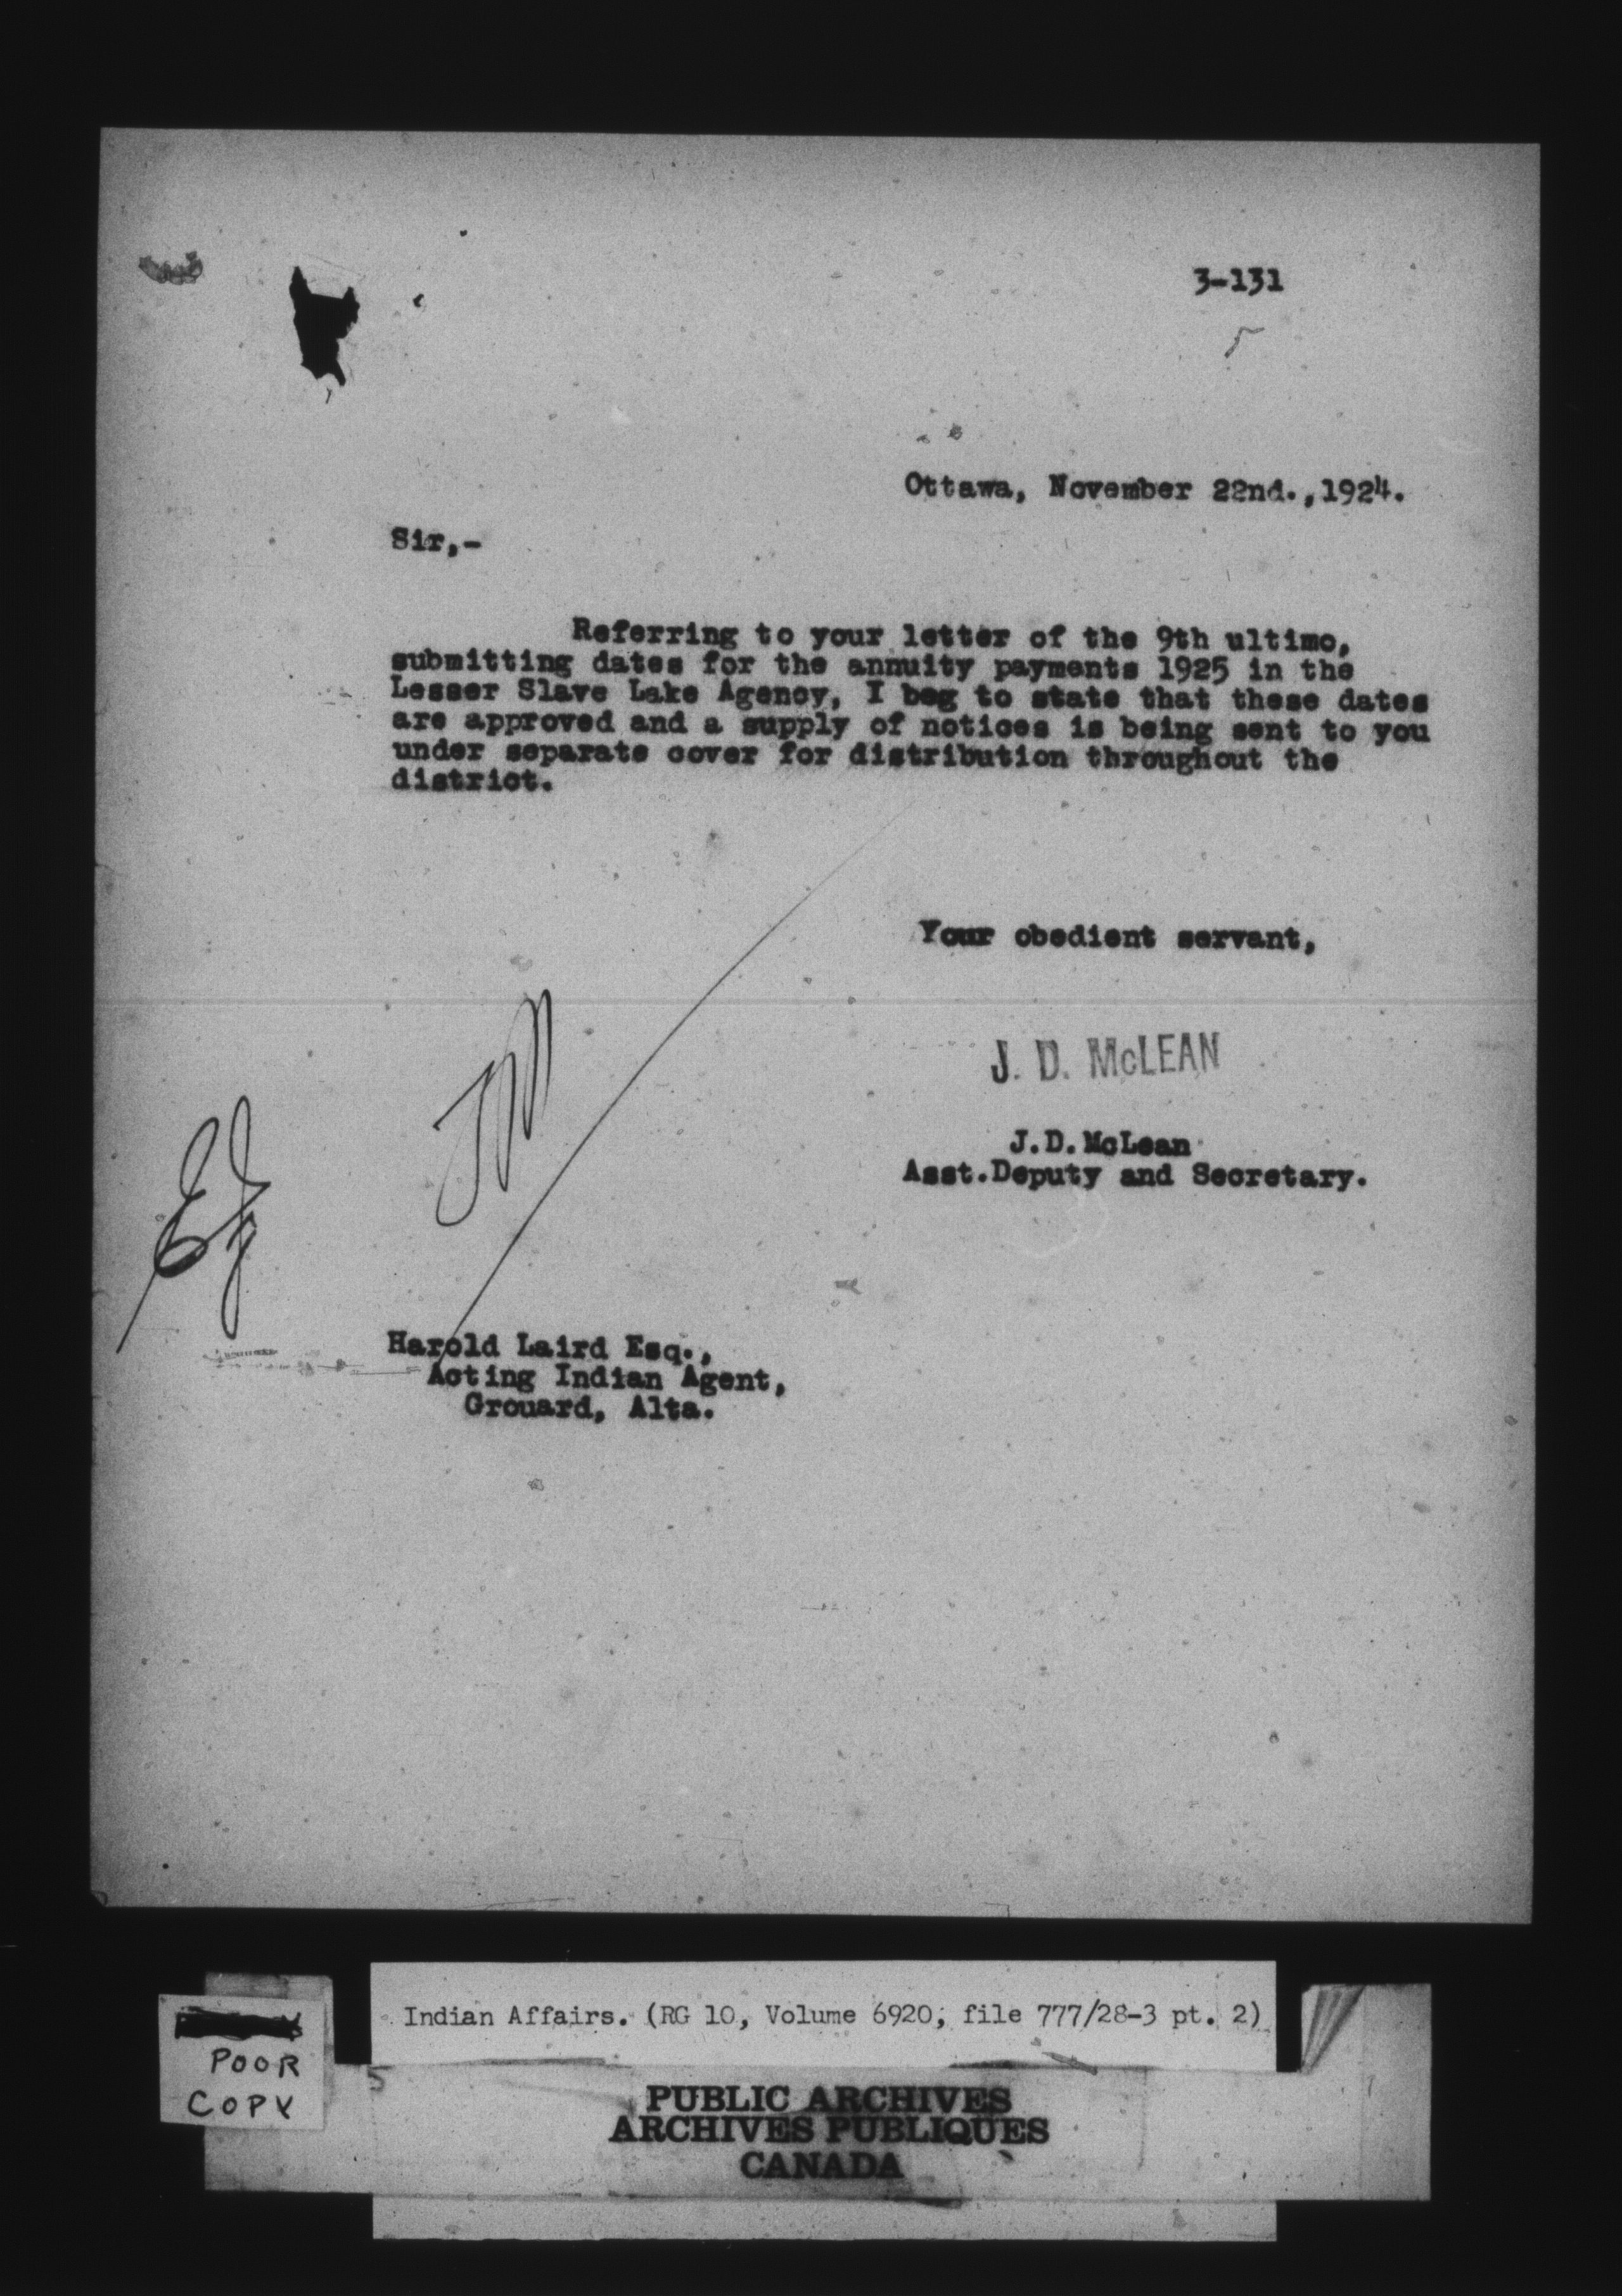 3-131
Ottawa, November 22nd.,1924.
Sir,-
Referring to your letter of the 9th ultimo,
submitting dates for the annuity payments 1925 in the
Lesser Slave Lake Agency, I beg to state that these dates
are approved and a supply of notices is being sent to you
under separate cover for distribution throughout the
district.
Your obedient servant,
J. D. McLEAN
J.D.McLean
Asst.Deputy and Secretary.
Harold Laird Esq.,
Acting Indian Agent,
Grouard, Alta.
Indian Affairs. (RG 10, Volume 6920, file 777/28-3 pt. 2)
POOR
COPY
5
PUBLIC ARCHIVES
ARCHIVES PUBLIQUES
CANADA